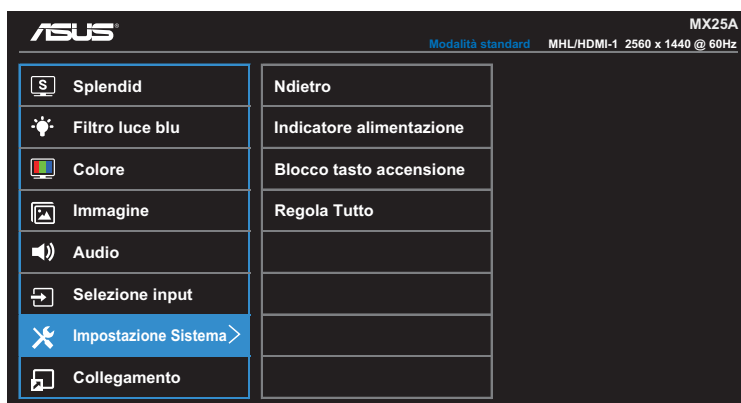 ASUS
MX25A
Modalità standard MHL/HDMI-1 2560 x 1440 @ 60Hz
S Splendid
Filtro luce blu
Colore
Immagine
Audio
Selezione input
Impostazione Sistema
Collegamento
Ndietro
Indicatore alimentazione
Blocco tasto accensione
Regola Tutto